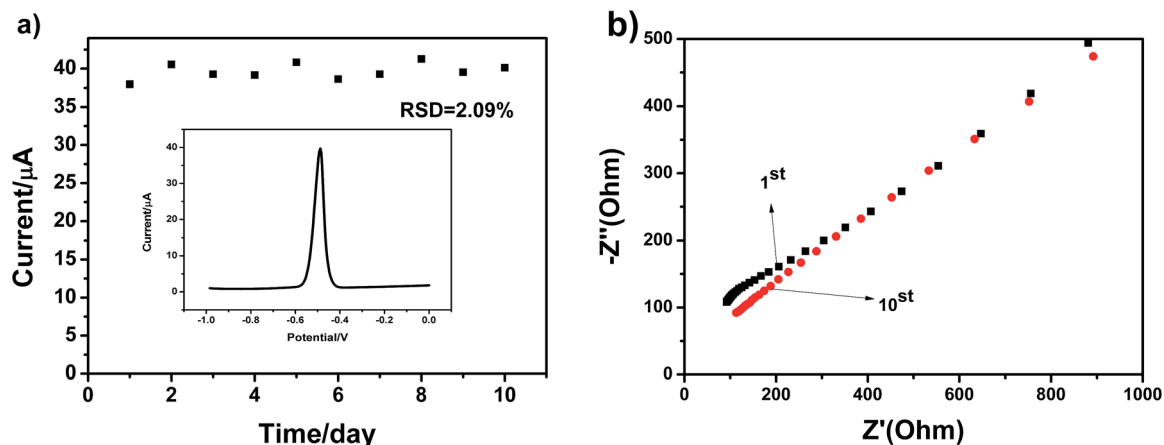 a)
Current/μA
45
40
35
30
25
20
15
10
5
0
RSD=2.09%
Current/μA
40
30
20
10
0
-1.0 -0.8 -0.6 -0.4 -0.2 0.0
Potential/V
0 2 4 6 8 10
Time/day
b)
-Z''(Ohm)
500
400
300
200
100
0
1st
10st
0 200 400 600 800 1000
Z'(Ohm)